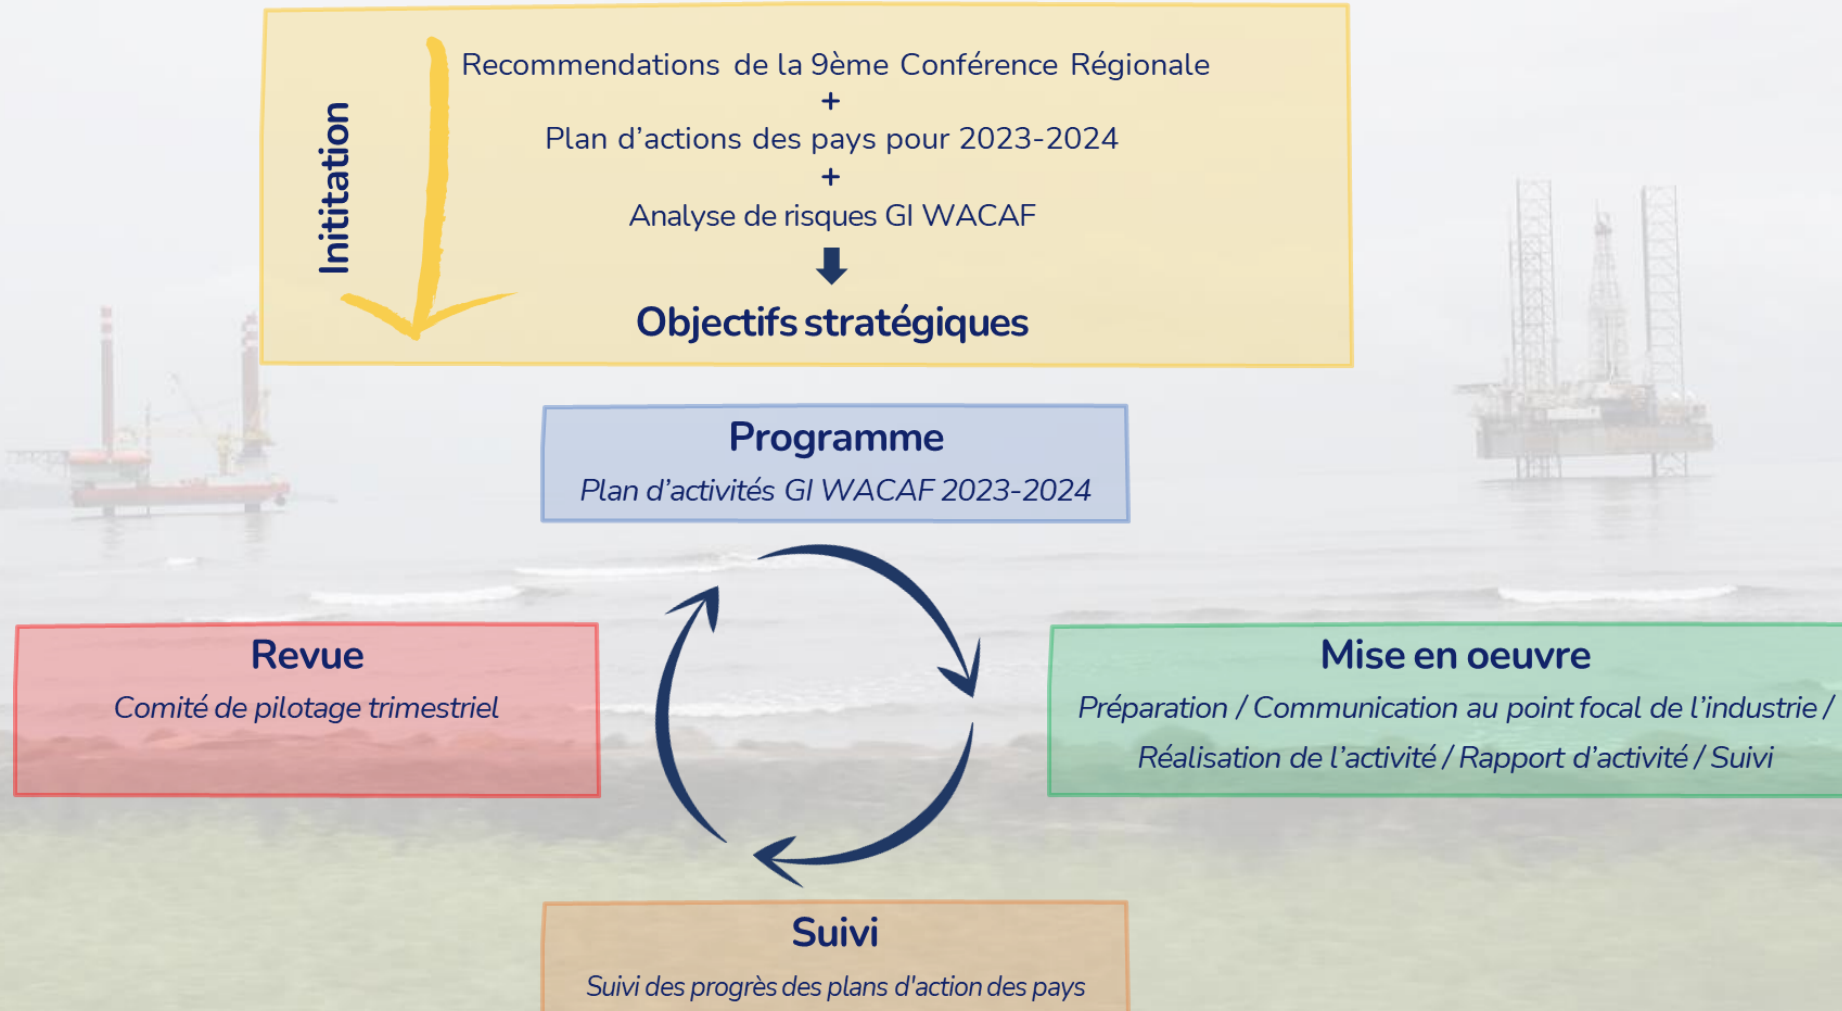 Inititation
Recommendations de la 9ème Conférence Régionale
+
Plan d’actions des pays pour 2023-2024
+
Analyse de risques GI WACAF
Objectifs stratégiques
Programme
Plan d’activités GI WACAF 2023-2024
Revue
Comité de pilotage trimestriel
Mise en oeuvre
Préparation / Communication au point focal de l’industrie /
Réalisation de l’activité / Rapport d’activité / Suivi
Suivi
Suivi des progrès des plans d'action des pays